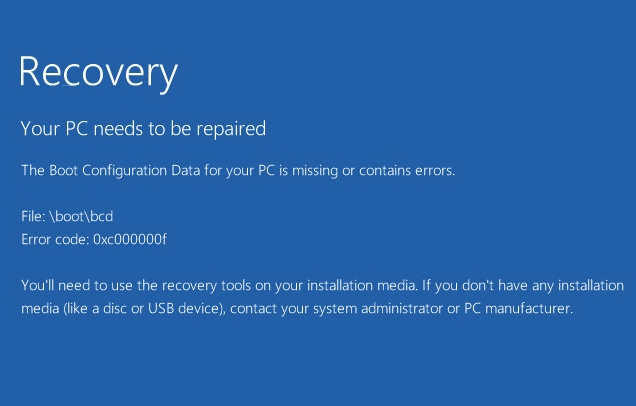 Recovery
Your PC needs to be repaired
The Boot Configuration Data for your PC is missing or contains errors.
File: \boot\bcd
Error code: 0xc000000f
You'll need to use the recovery tools on your installation media. If you don't have any installation
media (like a disc or USB device), contact your system administrator or PC manufacturer.